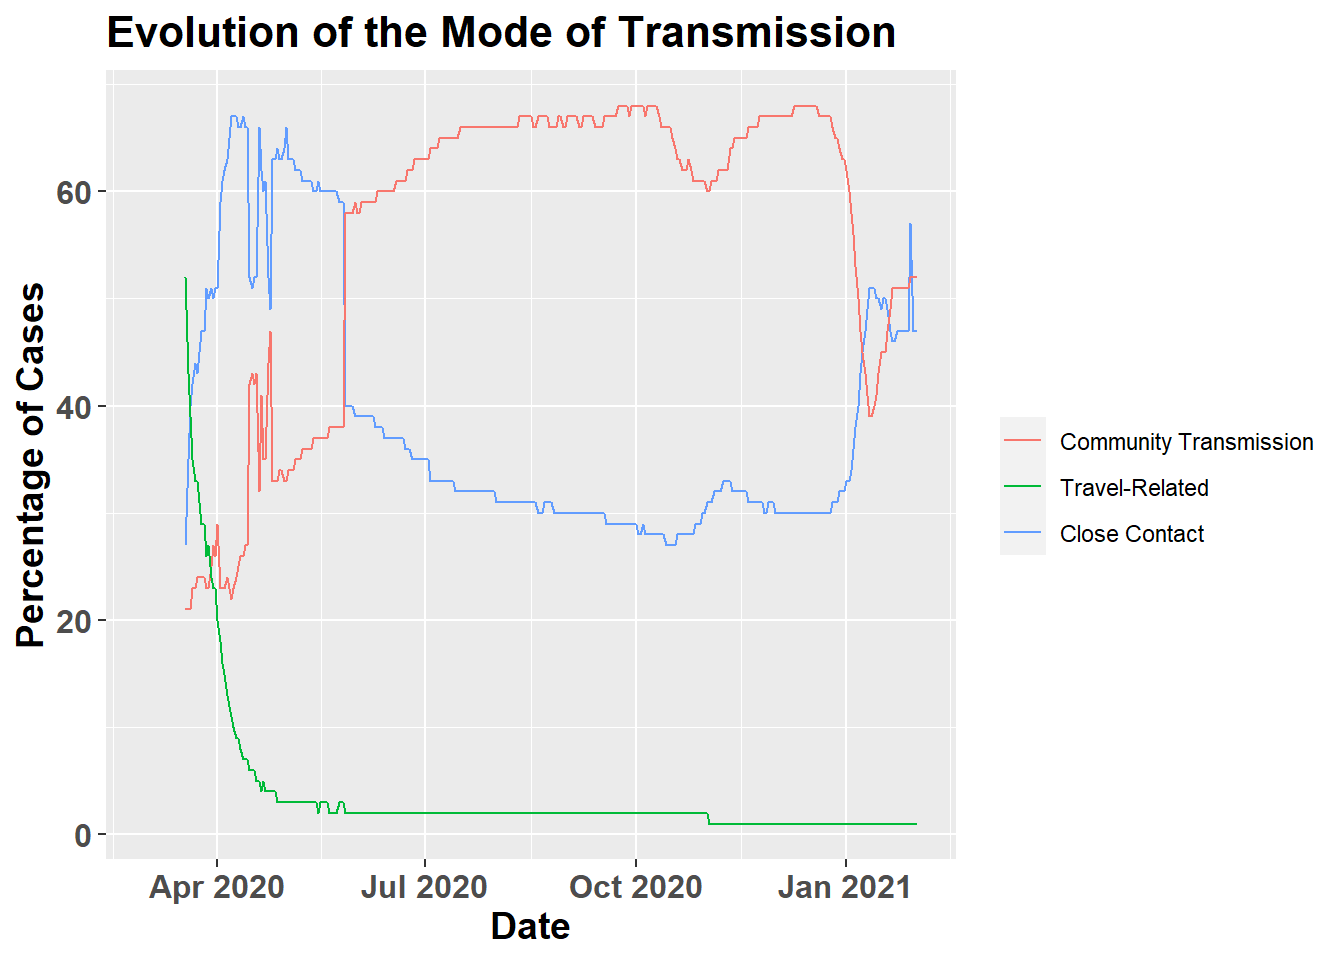 Evolution of the Mode of Transmission
Percentage of Cases
60
40
20
0
Apr 2020 Jul 2020 Oct 2020 Jan 2021
Date
Community Transmission
Travel-Related
Close Contact